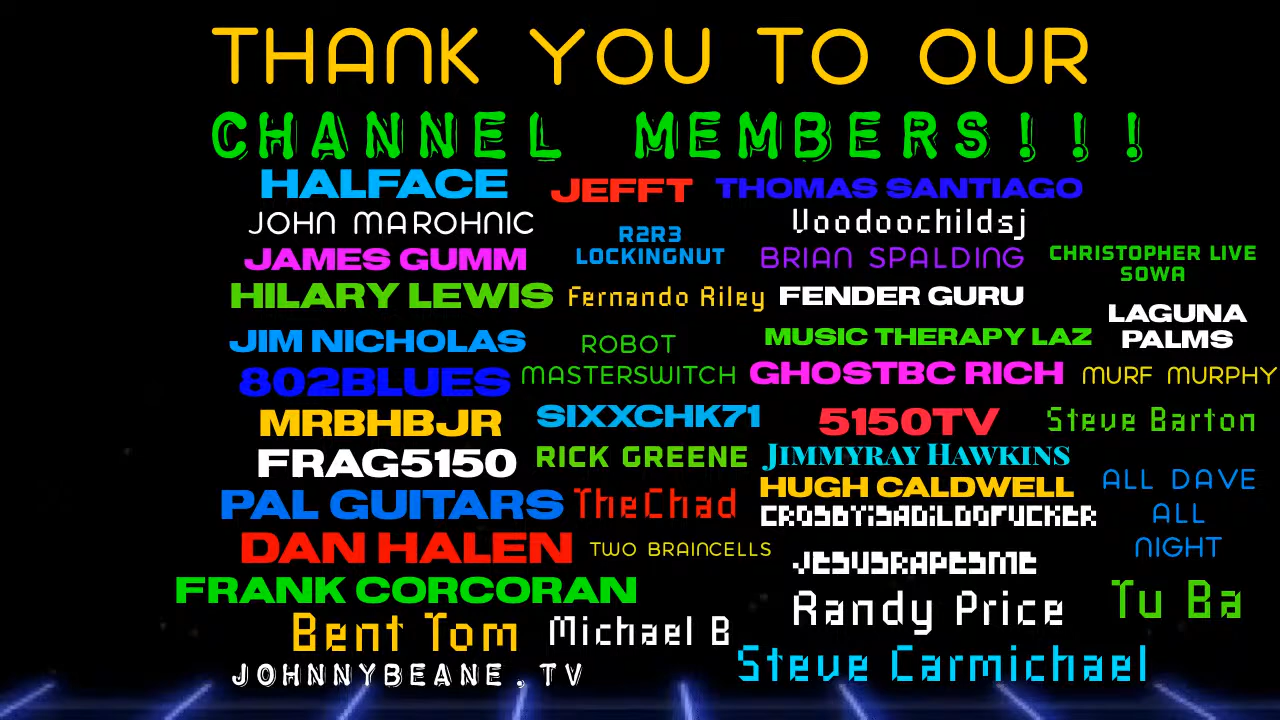 THANK YOU TO OUR
CHANNEL MEMBERS!!!
HALFACE
JEFFT
THOMAS SANTIAGO
JOHN MAROHNIC
R2R3
LOCKINGNUT
Voodoochildsj
JAMES GUMM
BRIAN SPALDING
CHRISTOPHER LIVE
SOWA
HILARY LEWIS
Fernando Riley
FENDER GURU
LAGUNA
PALMS
JIM NICHOLAS
ROBOT
MASTERSWITCH
MUSIC THERAPY LAZ
802BLUES
GHOSTBC RICH
MURF MURPHY
MRBHBJR
SIXXCHK71
5150TV
Steve Barton
FRAG5150
RICK GREENE
JIMMYRAY HAWKINS
HUGH CALDWELL
ALL DAVE
ALL
NIGHT
PAL GUITARS
TheChad
CROSBYiSADiLDOFUCKER
DAN HALEN
TWO BRAINCELLS
JESUSRAPESME
FRANK CORCORAN
Randy Price
Tu Ba
Bent Tom
Michael B
Steve Carmichael
JOHNNYBEANE.TV